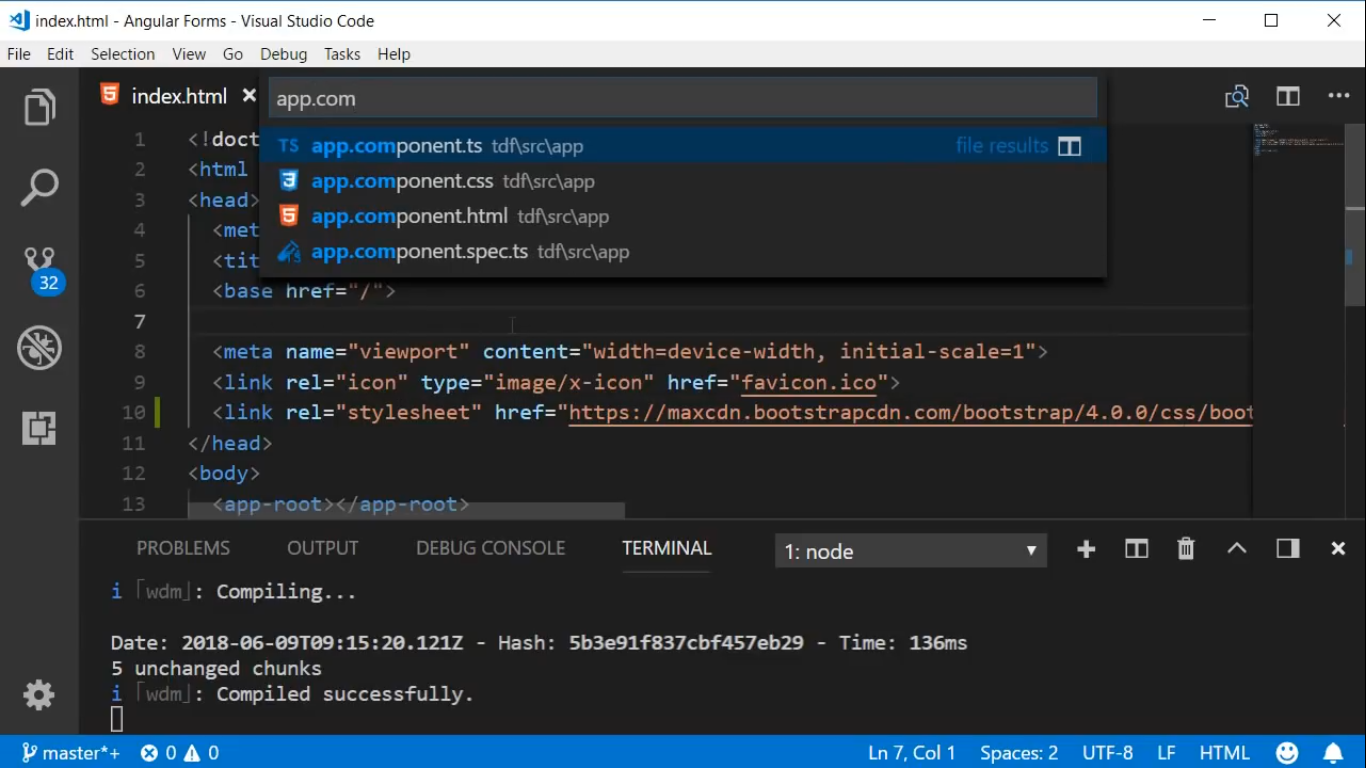 index.html - Angular Forms - Visual Studio Code
File Edit Selection View Go Debug Tasks Help
index.html
app.com
app.component.ts tdf\src\app file results
app.component.css tdf\src\app
app.component.html tdf\src\app
app.component.spec.ts tdf\src\app
1 <!doct
2 <html
3 <head>
4 <met
5 <tit
6 <base href="/">
7
8 <meta name="viewport" content="width=device-width, initial-scale=1">
9 <link rel="icon" type="image/x-icon" href="favicon.ico">
10 <link rel="stylesheet" href="https://maxcdn.bootstrapcdn.com/bootstrap/4.0.0/css/boot
11 </head>
12 <body>
13 <app-root></app-root>
32
PROBLEMS OUTPUT DEBUG CONSOLE TERMINAL 1: node
i ｢wdm｣: Compiling...
Date: 2018-06-09T09:15:20.121Z - Hash: 5b3e91f837cbf457eb29 - Time: 136ms
5 unchanged chunks
i ｢wdm｣: Compiled successfully.
master*+ 0 0 Ln 7, Col 1 Spaces: 2 UTF-8 LF HTML